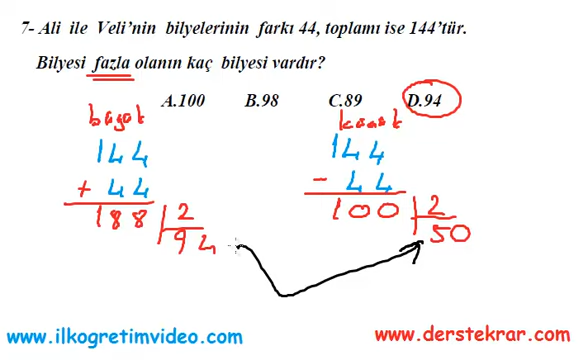 7- Ali ile Veli'nin bilyelerinin farkı 44, toplamı ise 144'tür.
Bilyesi fazla olanın kaç bilyesi vardır?
A.100 B.98 C.89 D.94
144
+ 44
188 2
94
144
- 44
100 2
50
www.ilkogretimvideo.com
www.derstekrar.com